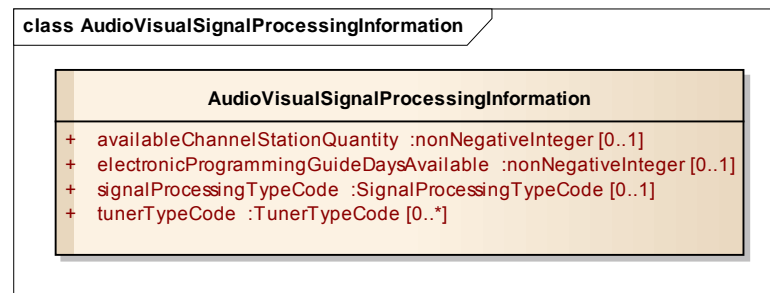 class AudioVisualSignalProcessingInformation
AudioVisualSignalProcessingInformation
+ availableChannelStationQuantity :nonNegativeInteger [0..1]
+ electronicProgrammingGuideDaysAvailable :nonNegativeInteger [0..1]
+ signalProcessingTypeCode :SignalProcessingTypeCode [0..1]
+ tunerTypeCode :TunerTypeCode [0..*]